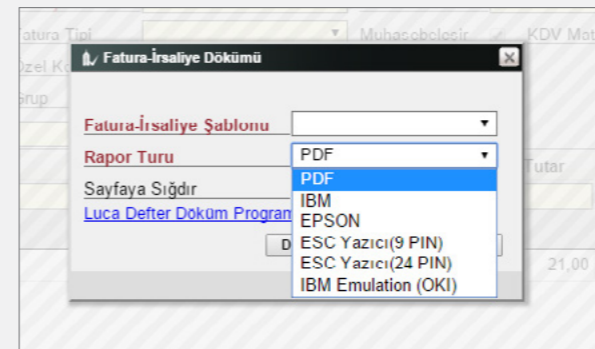 atura Tipi
Muhasebeleşir
KDV Mat
Özel Ko
Grup
Fatura-İrsaliye Dökümü
Fatura-İrsaliye Şablonu
Rapor Turu
PDF
Sayfaya Sığdır
Luca Defter Döküm Program
PDF
IBM
EPSON
ESC Yazıcı(9 PIN)
ESC Yazıcı(24 PIN)
IBM Emulation (OKI)
D
Tutar
21,00